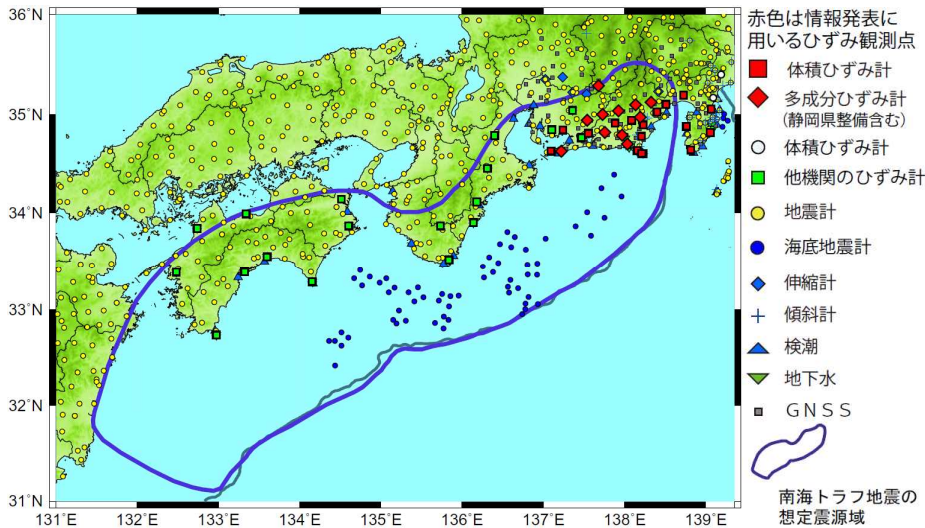 36°N
35°N
34°N
33°N
32°N
31°N
131°E
132°E
133°E
134°E
135°E
136°E
137°E
138°E
139°E
赤色は情報発表に
用いるひずみ観測点
体積ひずみ計
多成分ひずみ計
(静岡県整備含む)
体積ひずみ計
他機関のひずみ計
地震計
海底地震計
伸縮計
傾斜計
検潮
地下水
GNSS
南海トラフ地震の
想定震源域